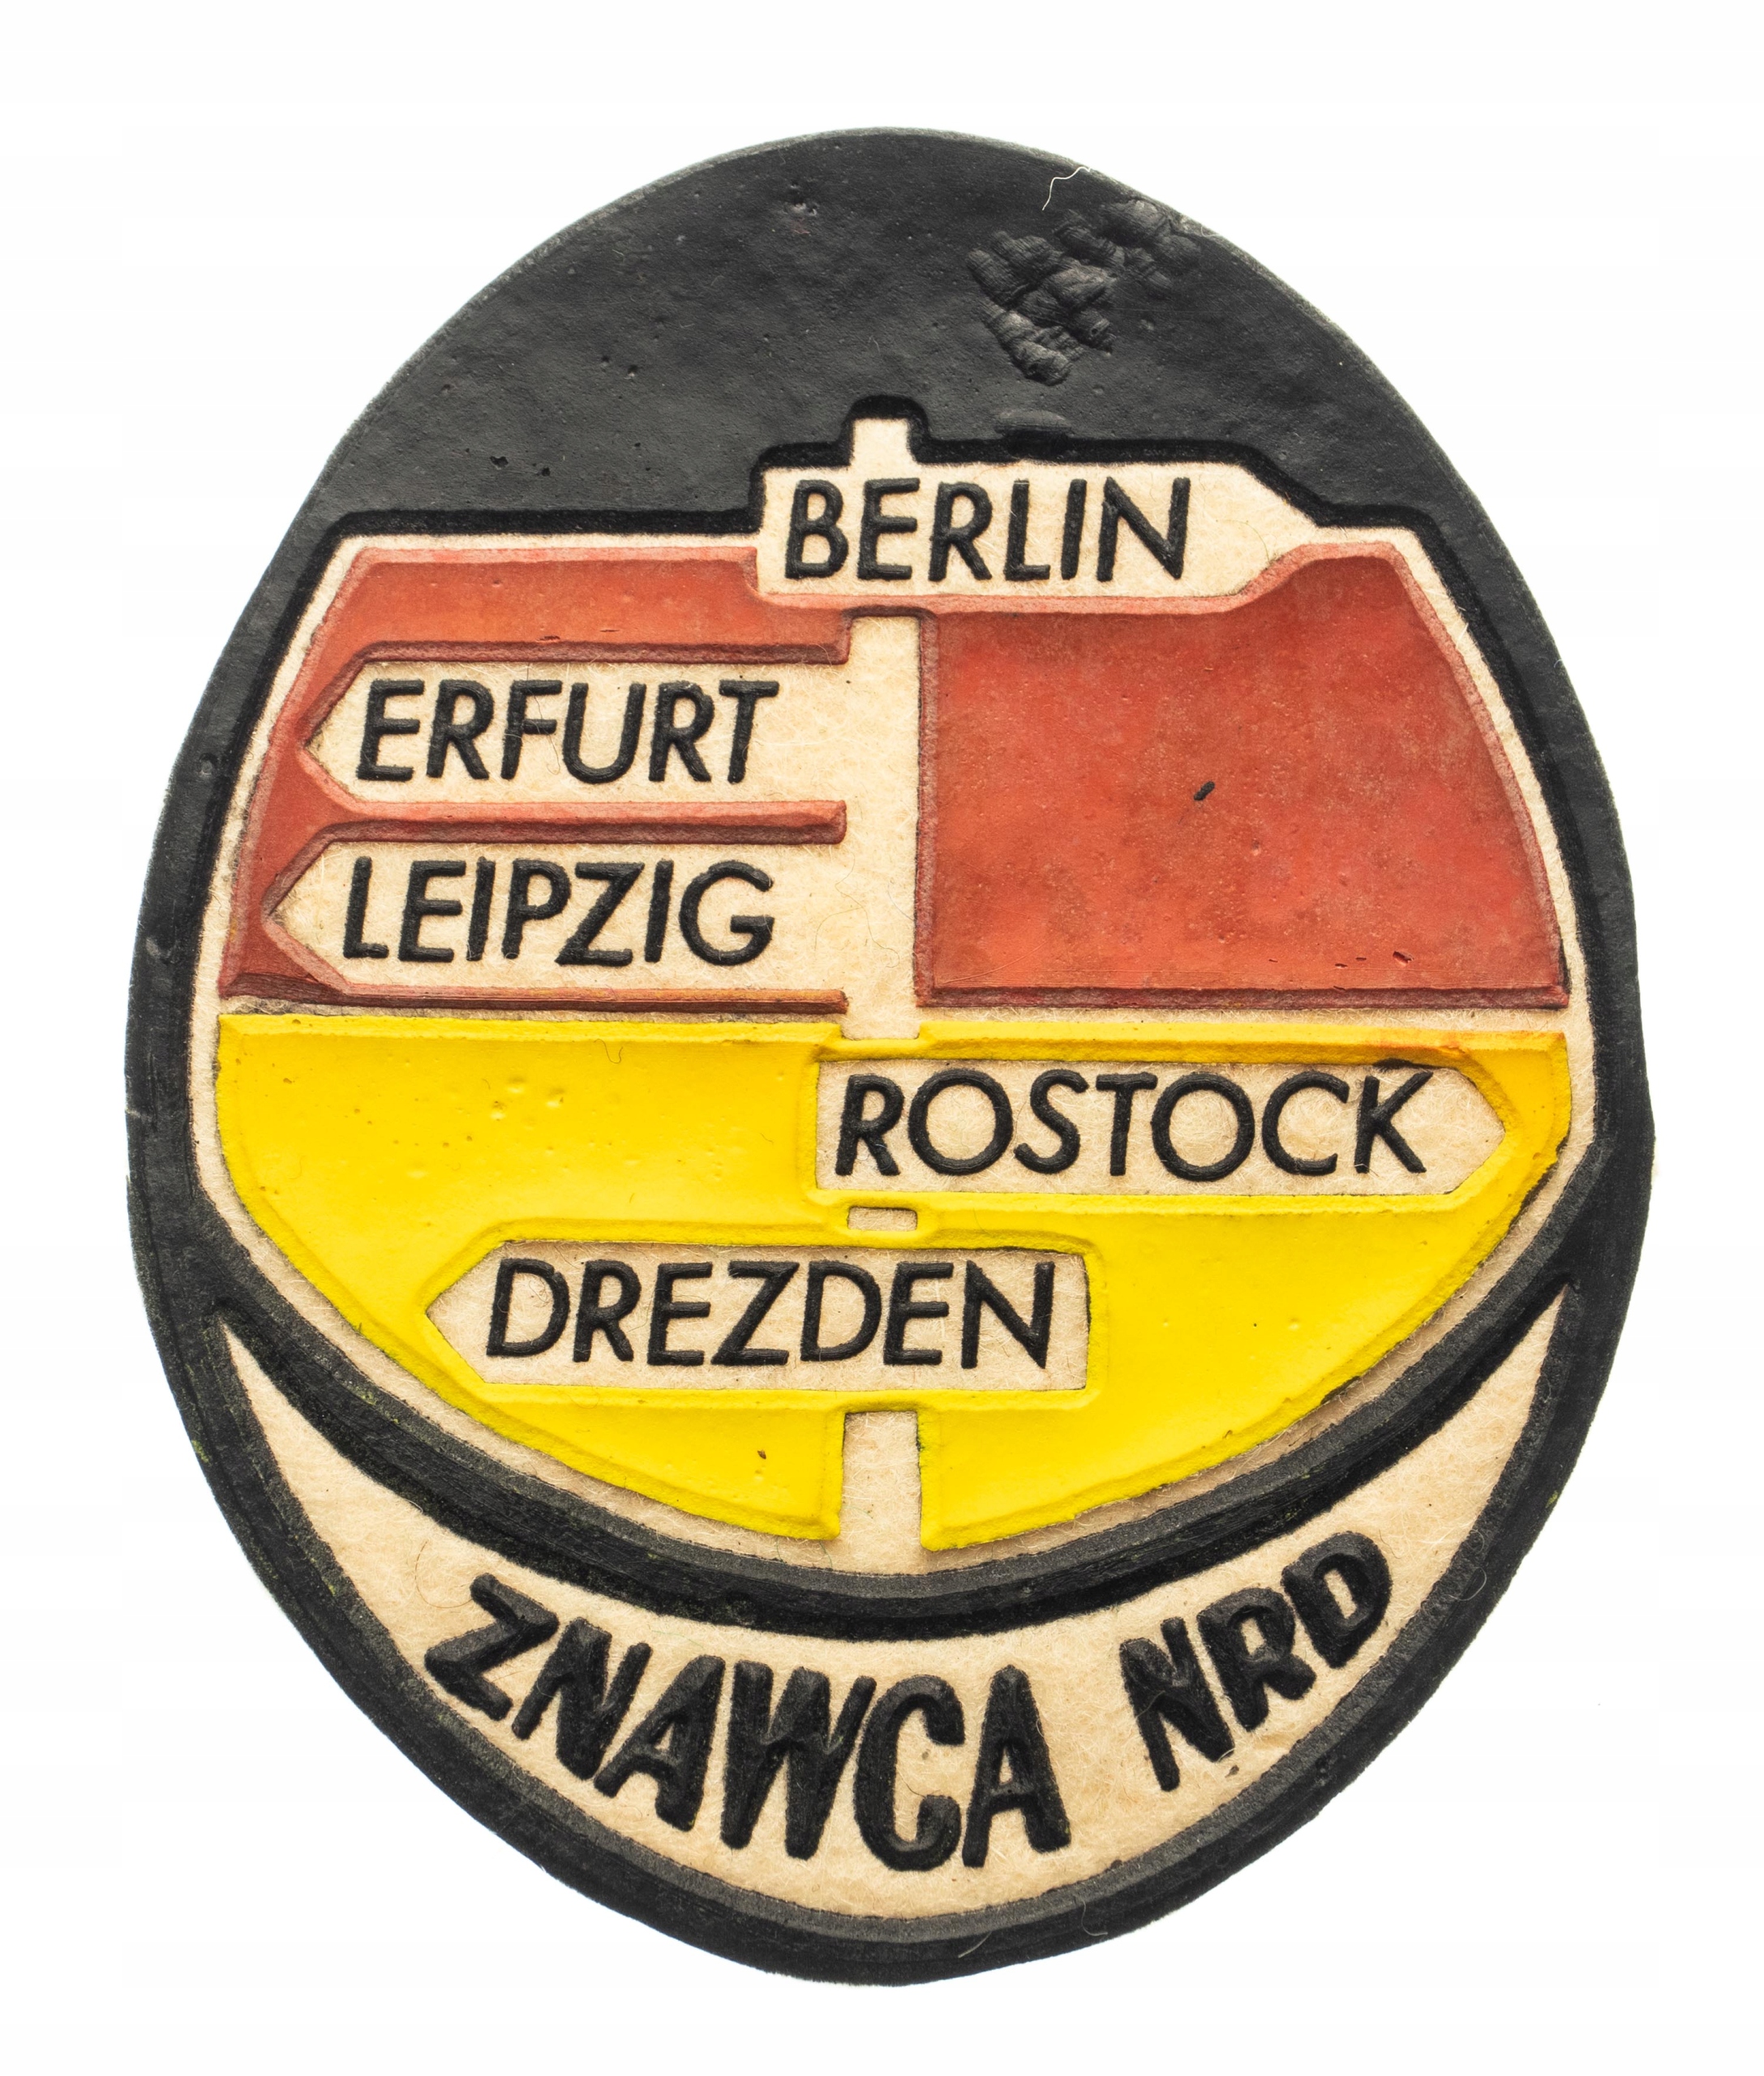 BERLIN
ERFURT
LEIPZIG
ROSTOCK
DREZDEN
ZNAWCA NRD